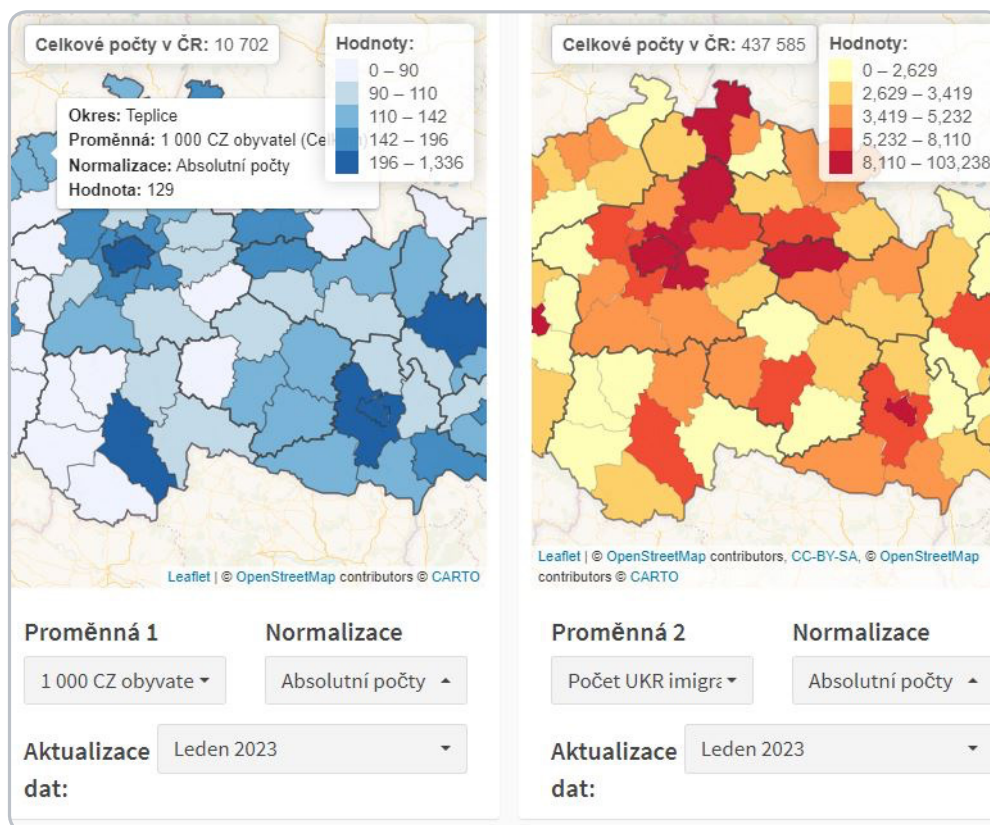 Celkové počty v ČR: 10 702
Hodnoty:
0 – 90
90 – 110
110 – 142
142 – 196
196 – 1,336
Okres: Teplice
Proměnná: 1 000 CZ obyvatel (Cel
Normalizace: Absolutní počty
Hodnota: 129
Leaflet | © OpenStreetMap contributors © CARTO
Proměnná 1
Normalizace
1 000 CZ obyvate
Absolutní počty
Aktualizace dat:
Leden 2023
Celkové počty v ČR: 437 585
Hodnoty:
0 – 2,629
2,629 – 3,419
3,419 – 5,232
5,232 – 8,110
8,110 – 103,238
Leaflet | © OpenStreetMap contributors, CC-BY-SA, © OpenStreetMap
contributors © CARTO
Proměnná 2
Normalizace
Počet UKR imigra
Absolutní počty
Aktualizace
dat:
Leden 2023